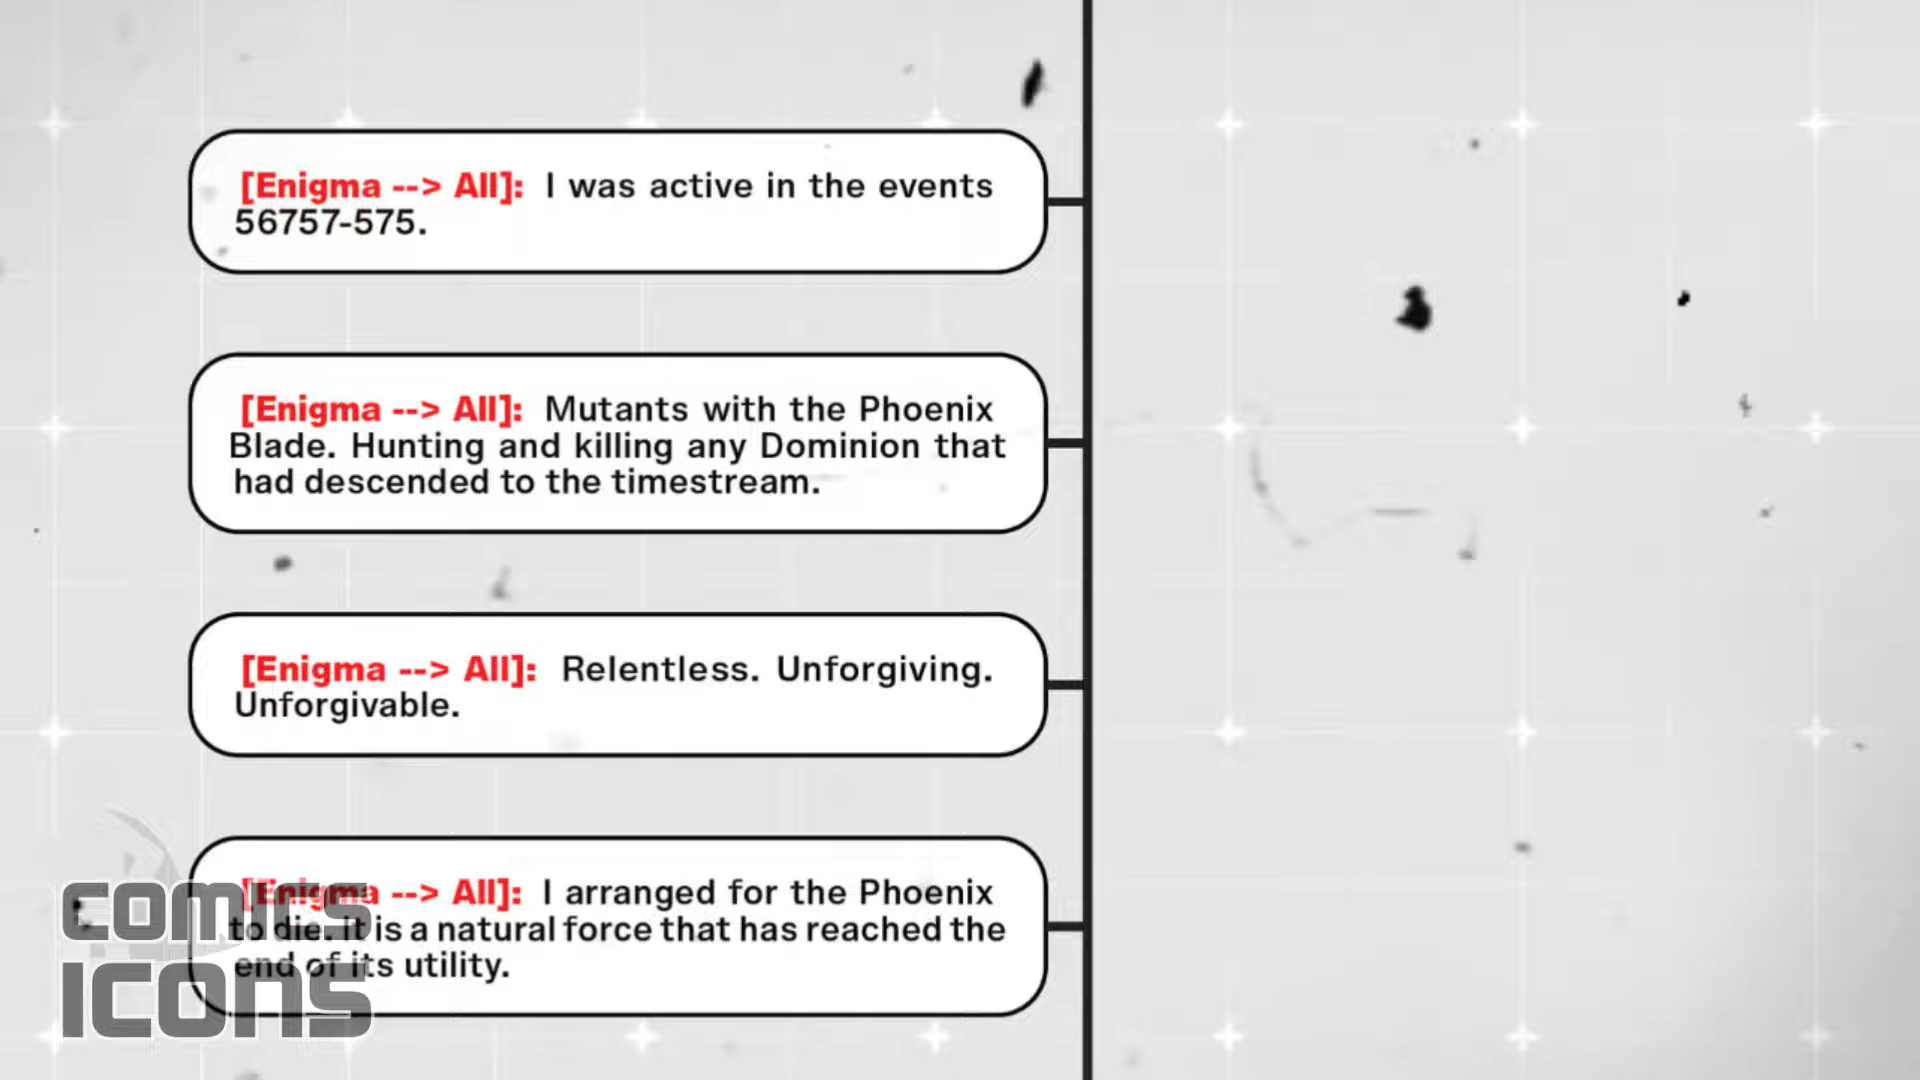 [Enigma --> All]: I was active in the events
56757-575.
[Enigma --> All]: Mutants with the Phoenix
Blade. Hunting and killing any Dominion that
had descended to the timestream.
[Enigma --> All]: Relentless. Unforgiving.
Unforgivable.
[Enigma --> All]: I arranged for the Phoenix
to die. It is a natural force that has reached the
end of its utility.
COMICS
ICONS